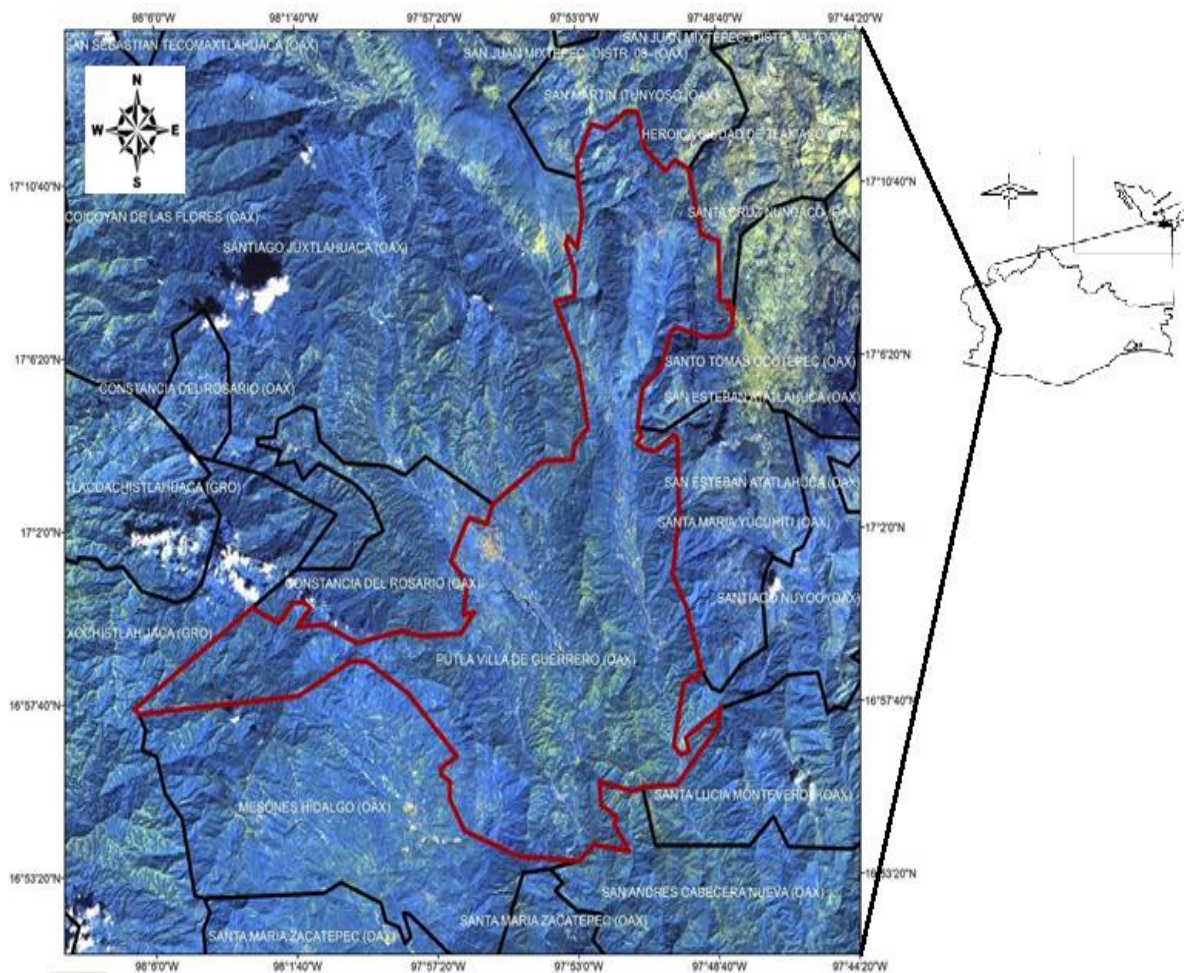 98°6'0"W 98°1'40"W 97°57'20"W 97°53'0"W 97°48'40"W 97°44'20"W
SAN SEBASTIAN TECOMAXTLAHUACA (OAX)
SAN JUAN MIXTEPEC -DISTR. 08- (OAX)
SAN JUAN MIXTEPEC -DISTR. 08- (OAX)
N
W E
S
SAN MARTIN ITUNYOSO (OAX)
HEROICA CIUDAD DE TLAXIACO (OAX)
17°10'40"N 17°10'40"N
COICOYAN DE LAS FLORES (OAX)
SANTA CRUZ NUNDACO (OAX)
SANTIAGO JUXTLAHUACA (OAX)
17°6'20"N 17°6'20"N
SANTO TOMAS OCOTEPEC (OAX)
CONSTANCIA DEL ROSARIO (OAX)
SAN ESTEBAN ATATLAHUCA (OAX)
TLACOACHISTLAHUACA (GRO)
SAN ESTEBAN ATATLAHUCA (OAX)
SANTA MARIA YUCUHITI (OAX)
17°2'0"N 17°2'0"N
CONSTANCIA DEL ROSARIO (OAX)
SANTIAGO NUYOO (OAX)
XOCHISTLAHUACA (GRO)
PUTLA VILLA DE GUERRERO (OAX)
16°57'40"N 16°57'40"N
MESONES HIDALGO (OAX)
SANTA LUCIA MONTEVERDE (OAX)
16°53'20"N 16°53'20"N
SAN ANDRES CABECERA NUEVA (OAX)
SANTA MARIA ZACATEPEC (OAX)
SANTA MARIA ZACATEPEC (OAX)
98°6'0"W 98°1'40"W 97°57'20"W 97°53'0"W 97°48'40"W 97°44'20"W